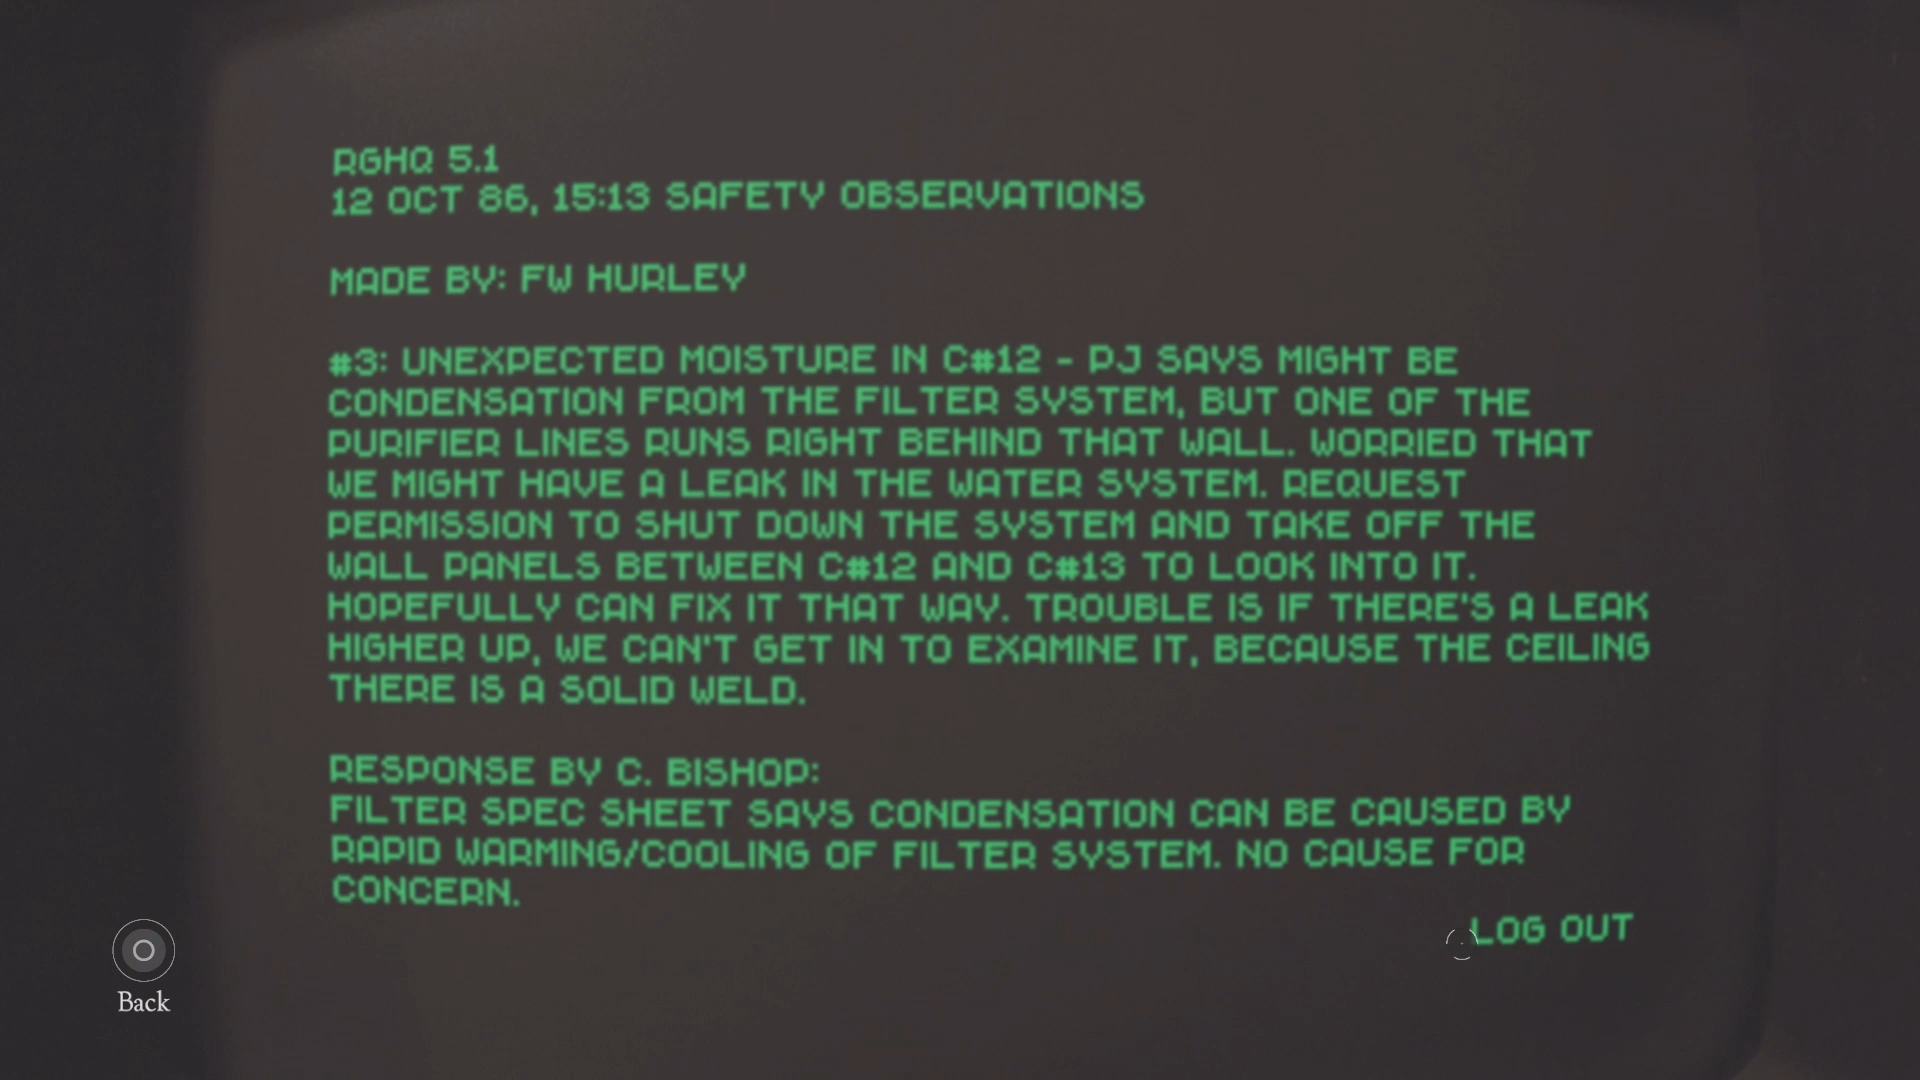 RGHQ 5.1
12 OCT 86, 15:13 SAFETY OBSERVATIONS
MADE BY: FW HURLEY
#3: UNEXPECTED MOISTURE IN C#12 - PJ SAYS MIGHT BE
CONDENSATION FROM THE FILTER SYSTEM, BUT ONE OF THE
PURIFIER LINES RUNS RIGHT BEHIND THAT WALL. WORRIED THAT
WE MIGHT HAVE A LEAK IN THE WATER SYSTEM. REQUEST
PERMISSION TO SHUT DOWN THE SYSTEM AND TAKE OFF THE
WALL PANELS BETWEEN C#12 AND C#13 TO LOOK INTO IT.
HOPEFULLY CAN FIX IT THAT WAY. TROUBLE IS IF THERE'S A LEAK
HIGHER UP, WE CAN'T GET IN TO EXAMINE IT, BECAUSE THE CEILING
THERE IS A SOLID WELD.
RESPONSE BY C. BISHOP:
FILTER SPEC SHEET SAYS CONDENSATION CAN BE CAUSED BY
RAPID WARMING/COOLING OF FILTER SYSTEM. NO CAUSE FOR
CONCERN.
LOG OUT
Back